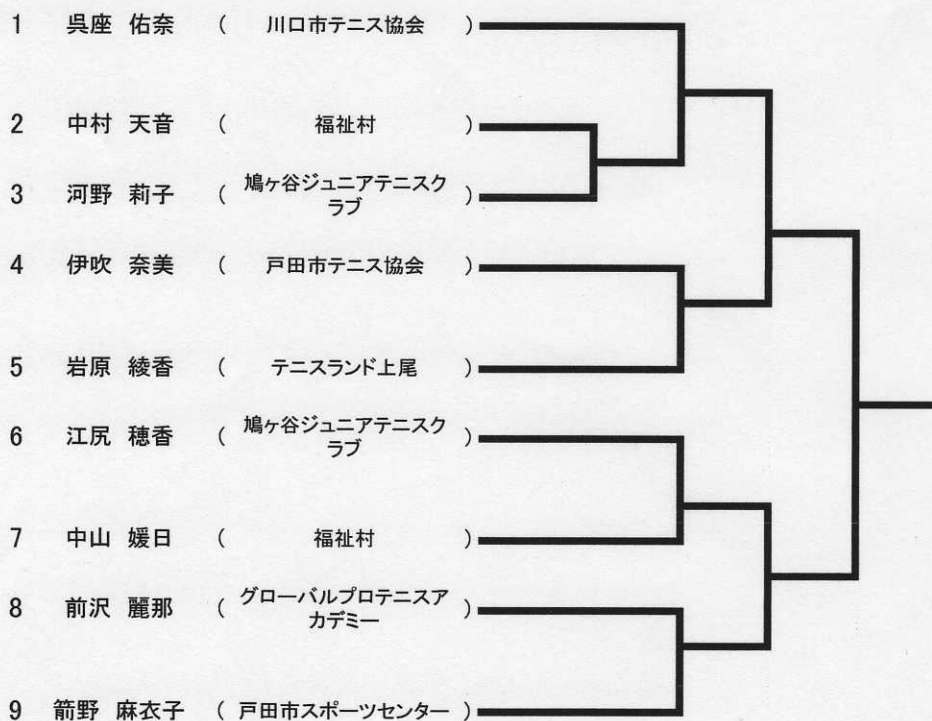 1 呉座 佑奈 ( 川口市テニス協会 )
2 中村 天音 ( 福祉村 )
3 河野 莉子 ( 鳩ヶ谷ジュニアテニスク
ラブ )
4 伊吹 奈美 ( 戸田市テニス協会 )
5 岩原 綾香 ( テニスランド上尾 )
6 江尻 穂香 ( 鳩ヶ谷ジュニアテニスク
ラブ )
7 中山 媛日 ( 福祉村 )
8 前沢 麗那 ( グローバルプロテニスア
カデミー )
9 箭野 麻衣子 ( 戸田市スポーツセンター )